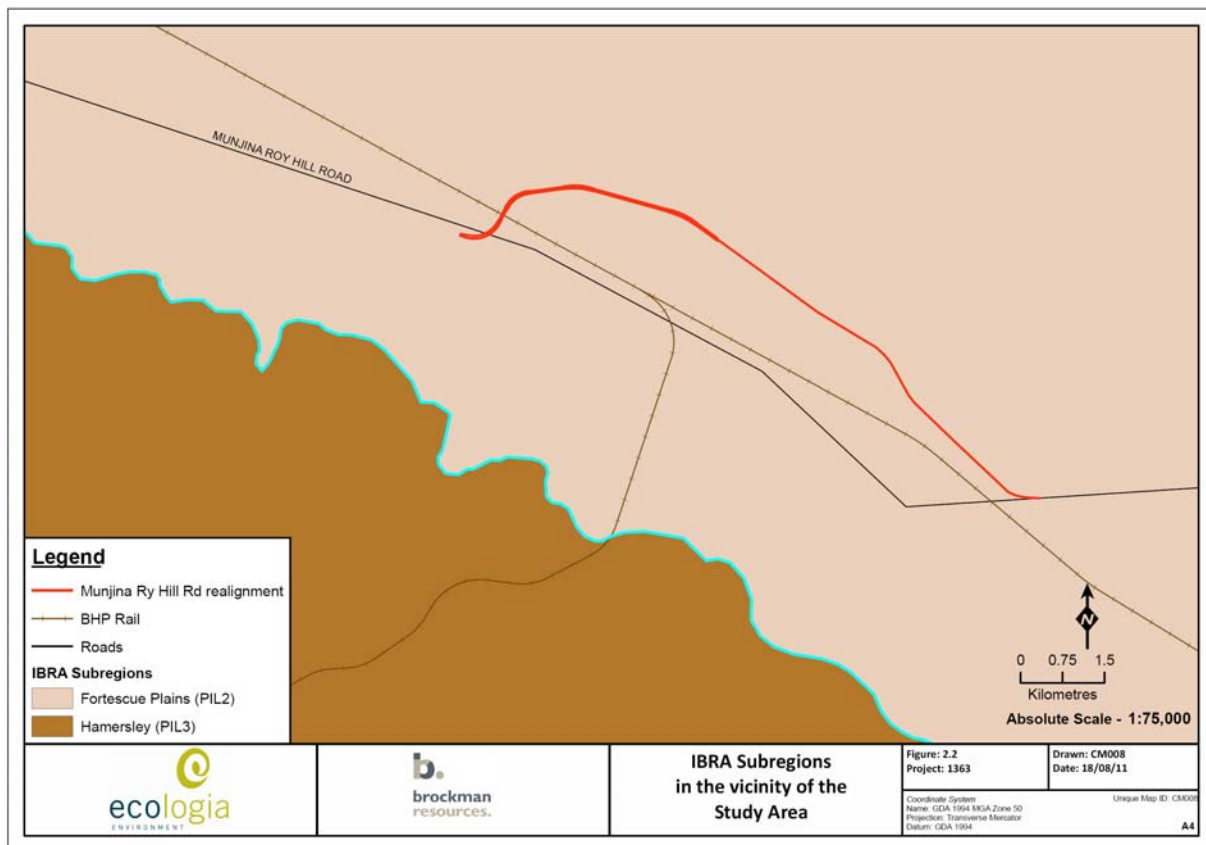 MUNJINA ROY HILL ROAD
Legend
Munjina Ry Hill Rd realignment
BHP Rail
Roads
IBRA Subregions
Fortescue Plains (PIL2)
Hamersley (PIL3)
N
0 0.75 1.5
Kilometres
Absolute Scale - 1:75,000
ecologia
ENVIRONMENT
b.
brockman
resources.
IBRA Subregions
in the vicinity of the
Study Area
Figure: 2.2
Project: 1363
Drawn: CM008
Date: 18/08/11
Coordinate System
Name: GDA 1994 MGA Zone 50
Projection: Transverse Mercator
Datum: GDA 1994
Unique Map ID: CM008
A4